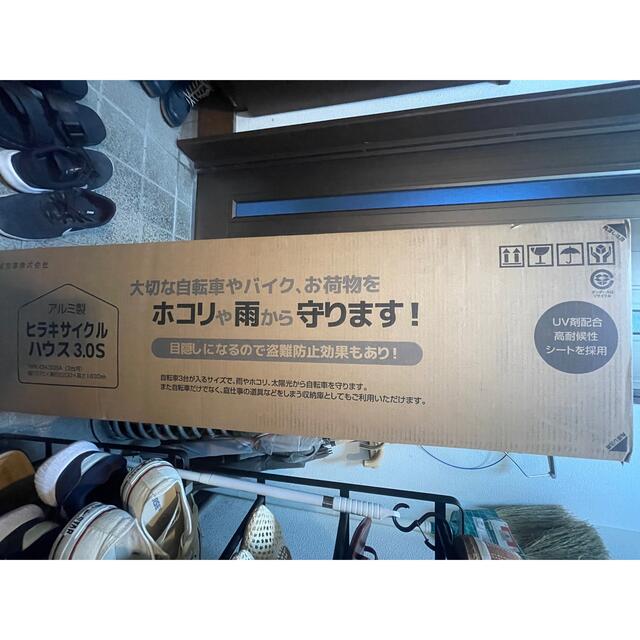 株式会社
アルミ製
ヒラキサイクル
ハウス3.0S
大切な自転車やバイク、お荷物を
ホコリや雨から守ります！
目隠しになるので盗難防止効果もあり！
自転車3台が入るサイズで、雨やホコリ、太陽光から自転車を守ります。
また自転車だけでなく、庭仕事の道具などをしまう収納庫としてもご利用いただけます。
UV剤配合
高耐候性
シートを採用